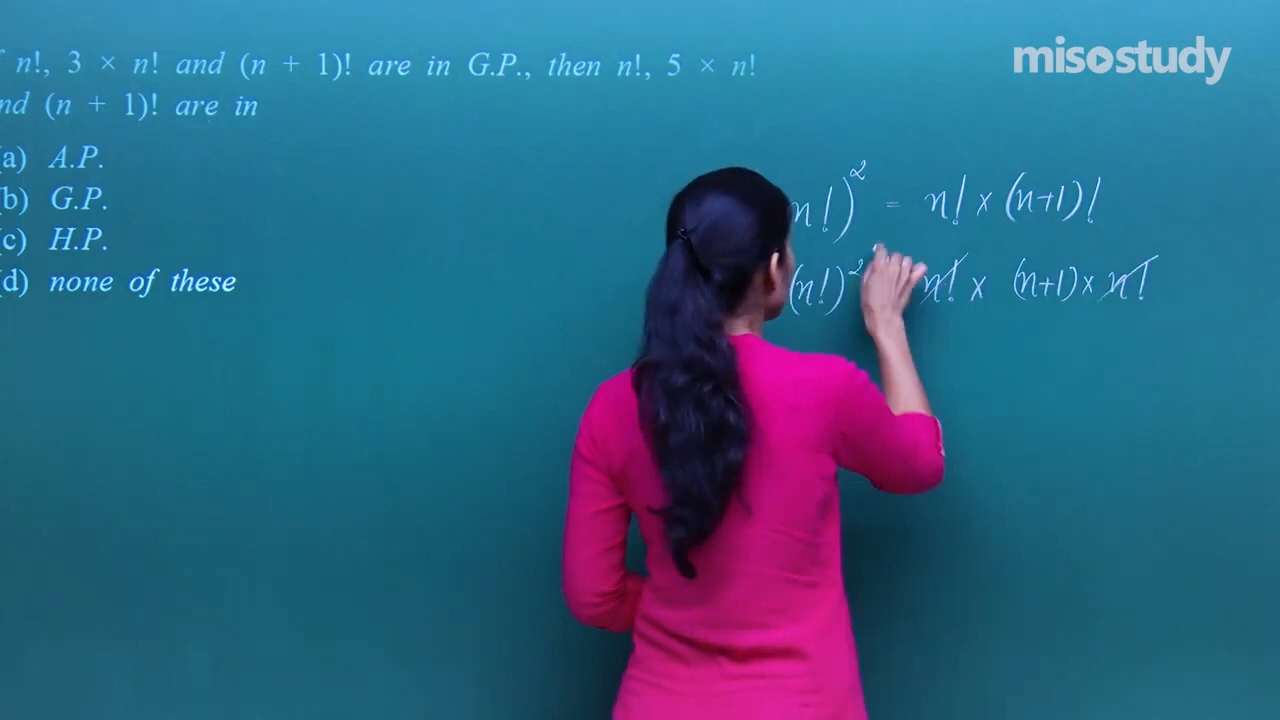 misostudy
n!, 3 × n! and (n + 1)! are in G.P., then n!, 5 × n!
nd (n + 1)! are in
a) A.P.
b) G.P.
c) H.P.
d) none of these
n!)² = n! × (n+1)!
(n!)² n! × (n+1) × n!